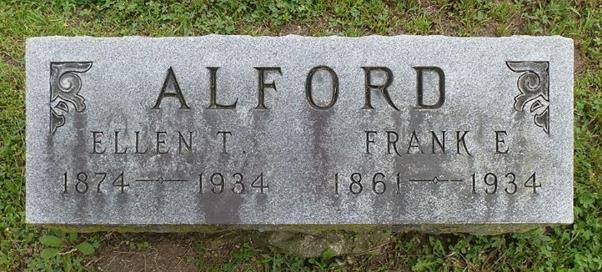 ALFORD
ELLEN T. FRANK E
1874 — 1934 1861 — 1934